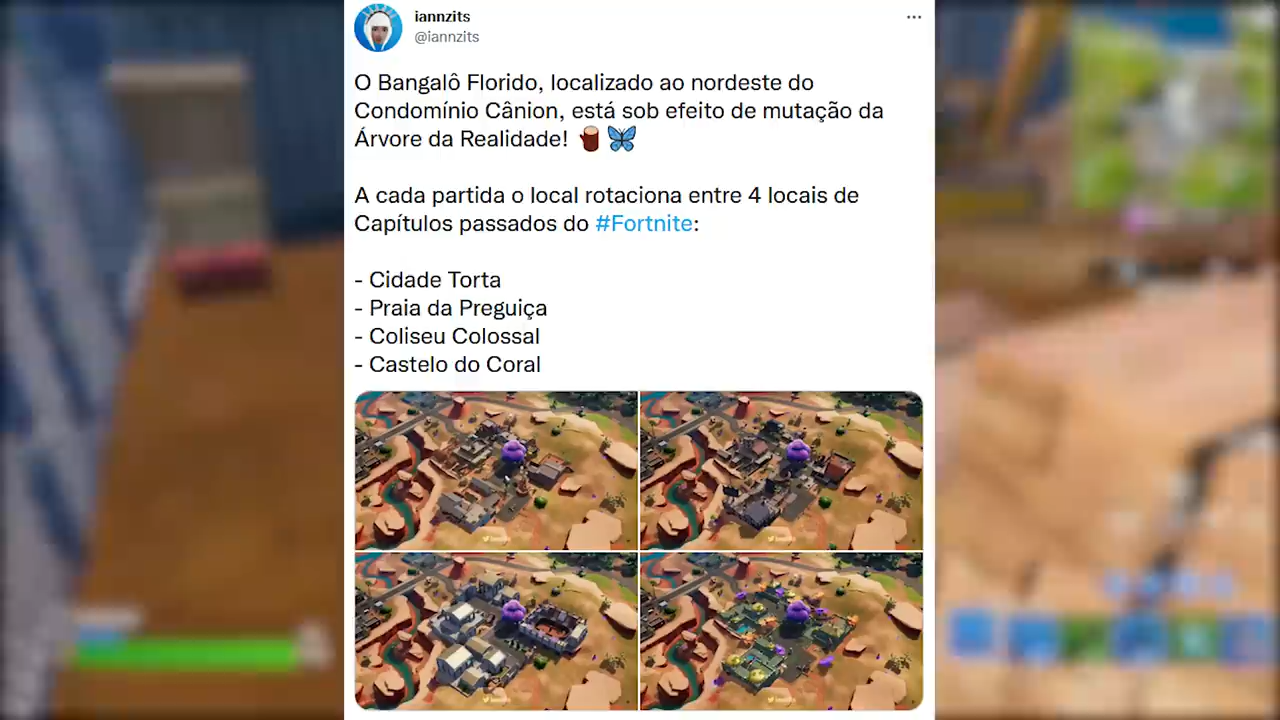 iannzits
@iannzits
O Bangalô Florido, localizado ao nordeste do
Condomínio Cânion, está sob efeito de mutação da
Árvore da Realidade! 🪵🦋
A cada partida o local rotaciona entre 4 locais de
Capítulos passados do #Fortnite:
- Cidade Torta
- Praia da Preguiça
- Coliseu Colossal
- Castelo do Coral